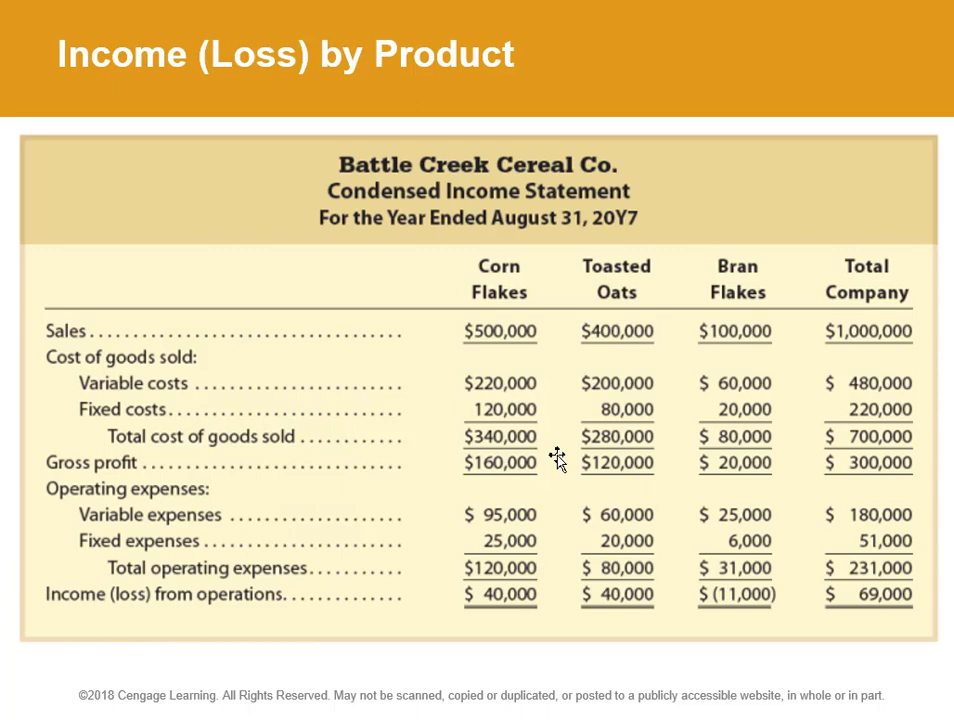 Income (Loss) by Product
Battle Creek Cereal Co.
Condensed Income Statement
For the Year Ended August 31, 20Y7
Corn Toasted Bran Total
Flakes Oats Flakes Company
Sales.................................... $500,000 $400,000 $100,000 $1,000,000
Cost of goods sold:
Variable costs ........................ $220,000 $200,000 $ 60,000 $ 480,000
Fixed costs........................... 120,000 80,000 20,000 220,000
Total cost of goods sold ............ $340,000 $280,000 $ 80,000 $ 700,000
Gross profit .............................. $160,000 $120,000 $ 20,000 $ 300,000
Operating expenses:
Variable expenses .................... $ 95,000 $ 60,000 $ 25,000 $ 180,000
Fixed expenses....................... 25,000 20,000 6,000 51,000
Total operating expenses........... $120,000 $ 80,000 $ 31,000 $ 231,000
Income (loss) from operations.............. $ 40,000 $ 40,000 $ (11,000) $ 69,000
©2018 Cengage Learning. All Rights Reserved. May not be scanned, copied or duplicated, or posted to a publicly accessible website, in whole or in part.